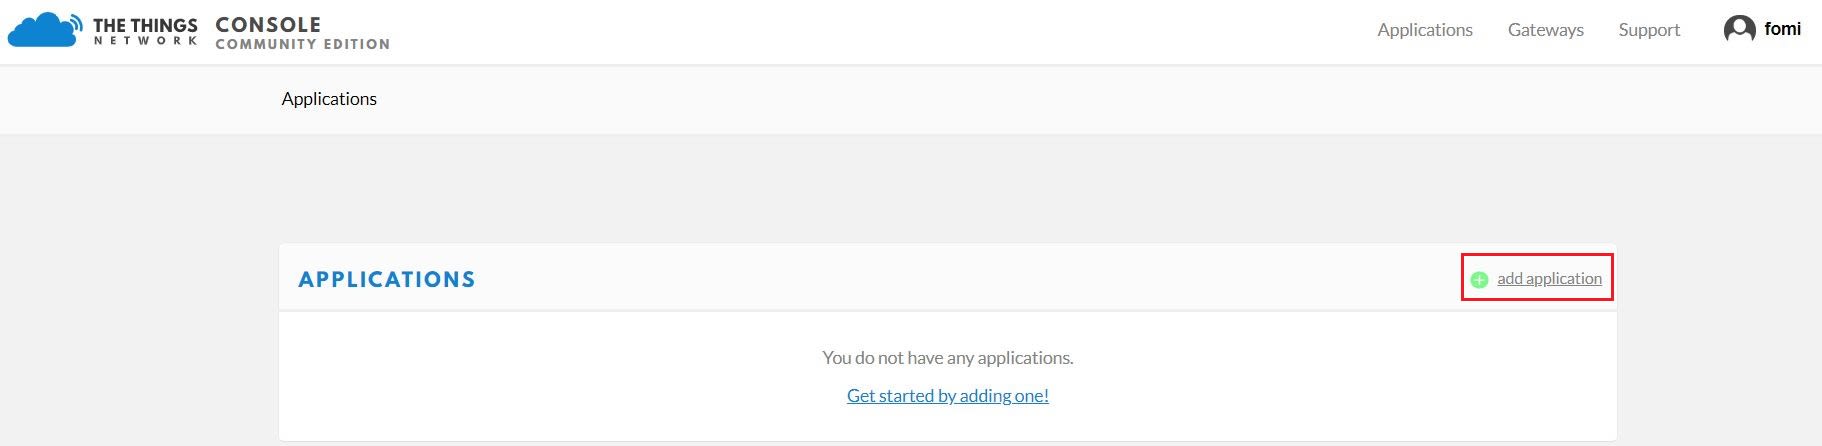 THE THINGS NETWORK CONSOLE COMMUNITY EDITION
Applications Gateways Support fomi
Applications
APPLICATIONS add application
You do not have any applications.
Get started by adding one!